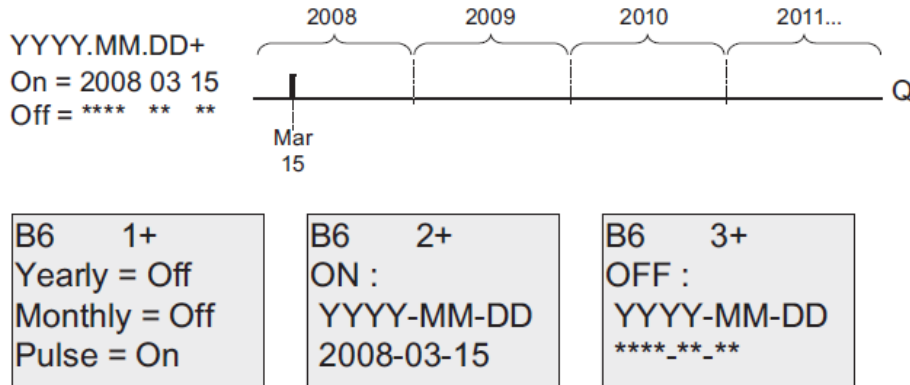 2008 2009 2010 2011...
YYYY.MM.DD+
On = 2008 03 15
Off = **** ** **
Q
Mar
15
B6 1+
Yearly = Off
Monthly = Off
Pulse = On
B6 2+
ON :
YYYY-MM-DD
2008-03-15
B6 3+
OFF :
YYYY-MM-DD
****-**-**